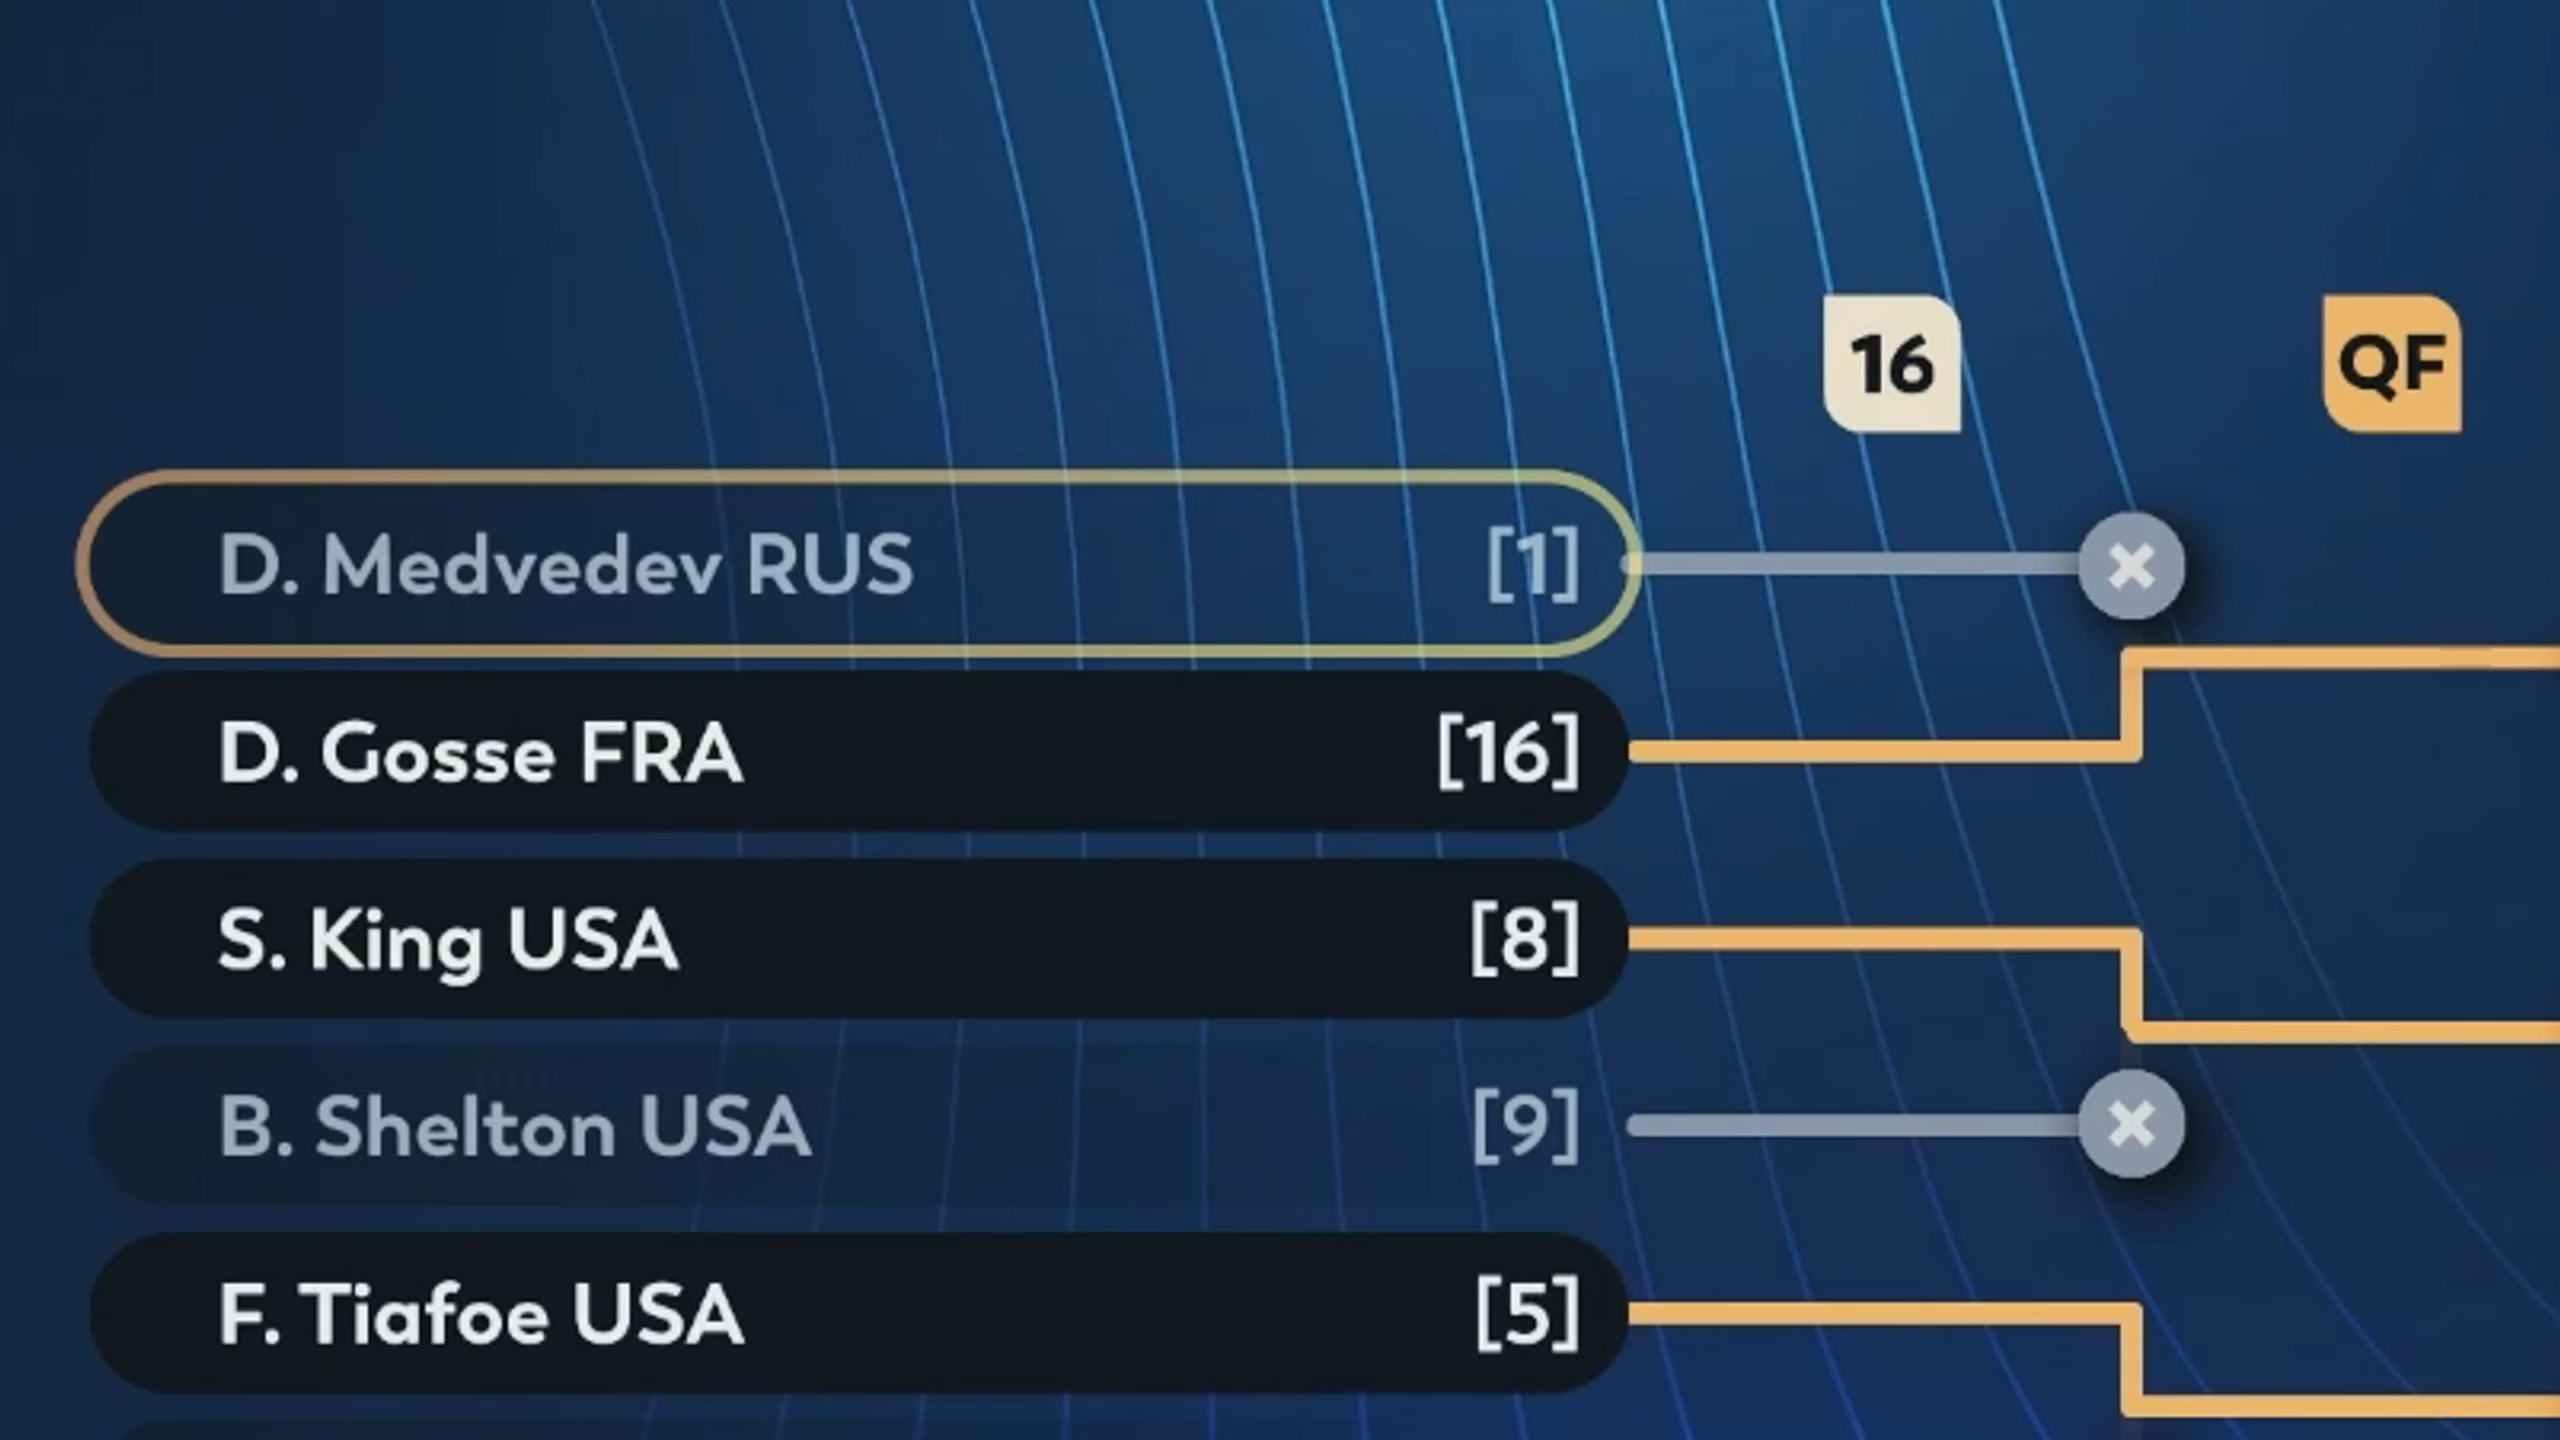 16 QF
D. Medvedev RUS [1]
D. Gosse FRA [16]
S. King USA [8]
B. Shelton USA [9]
F. Tiafoe USA [5]